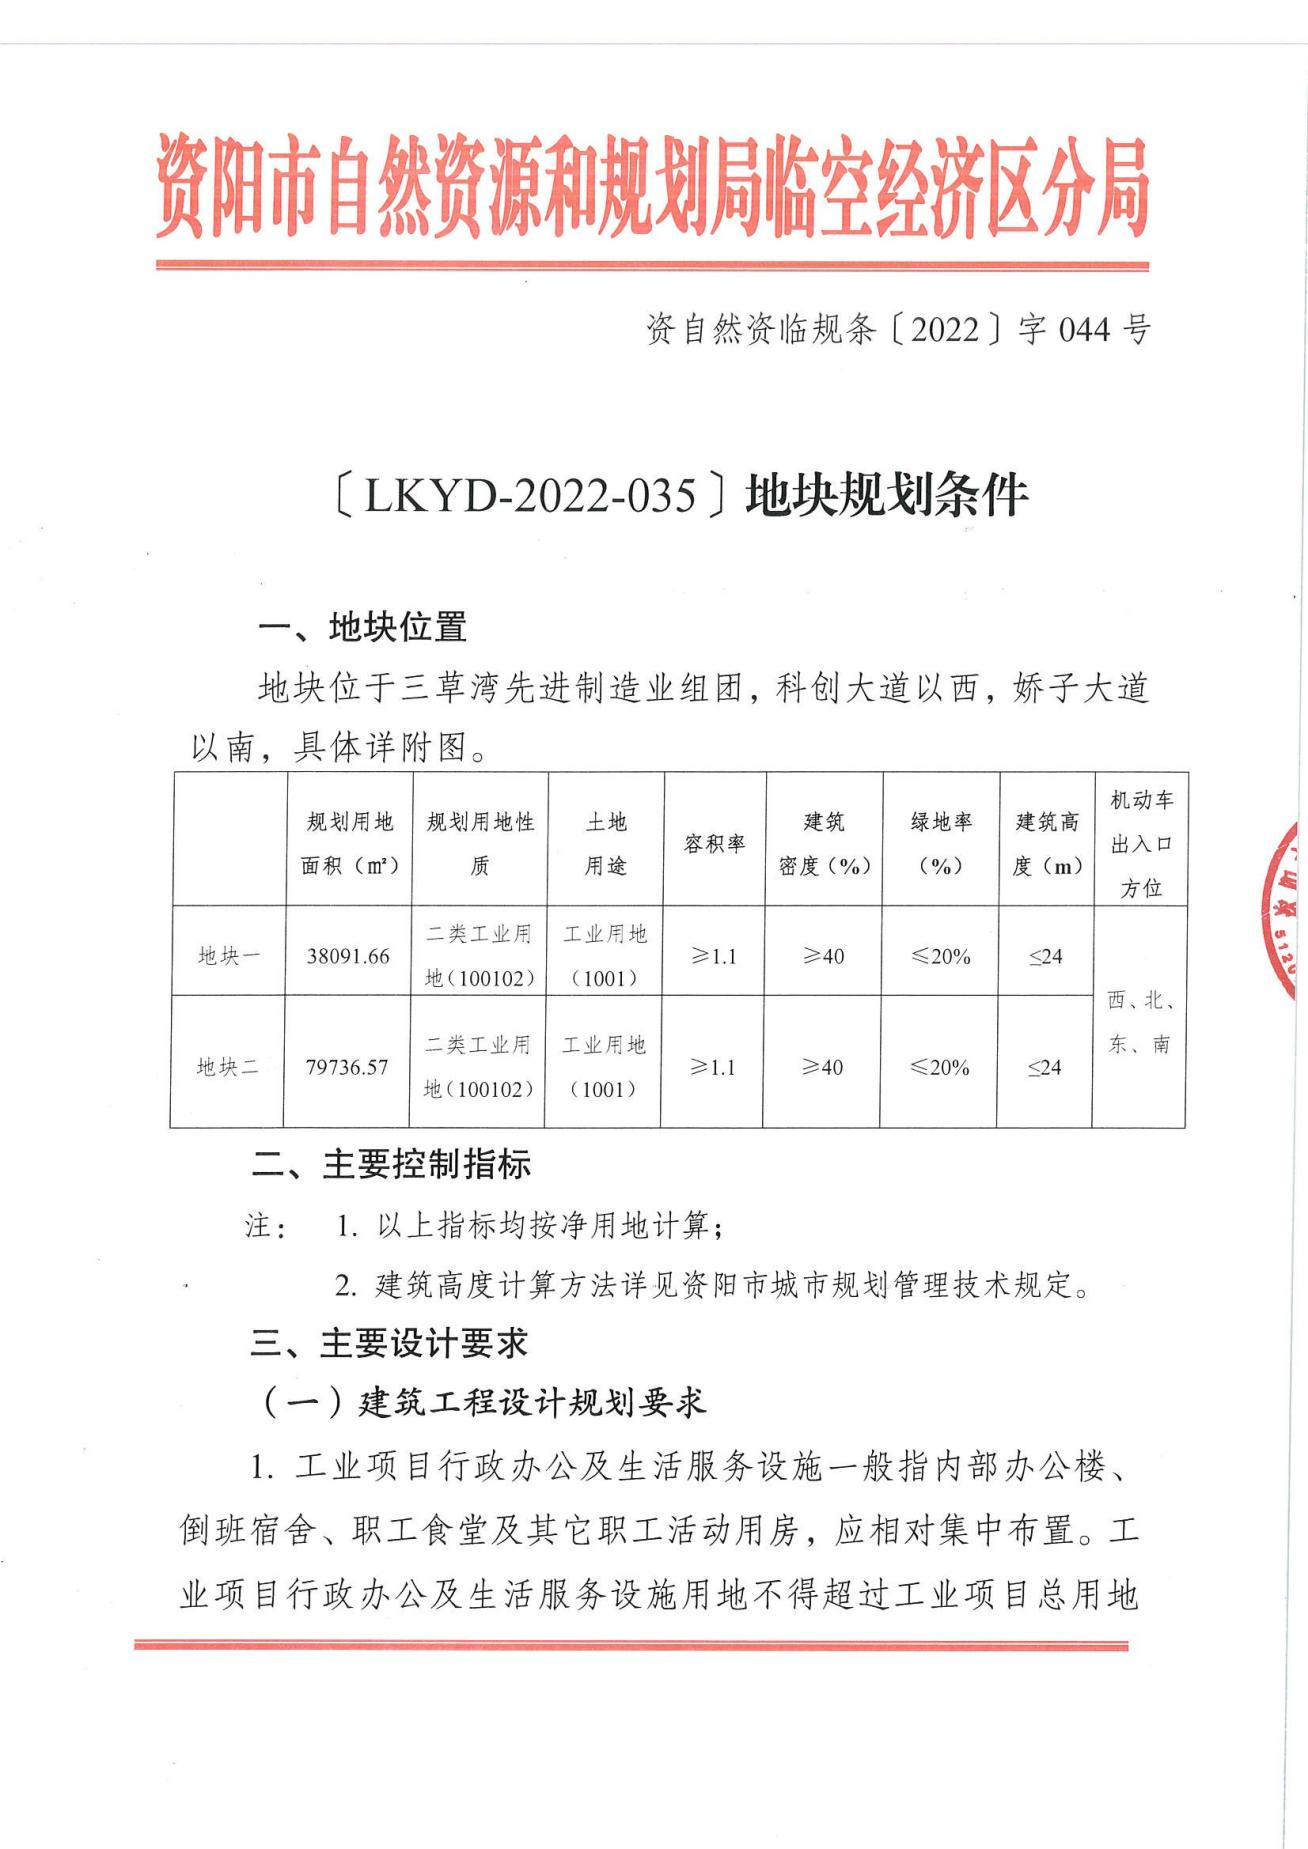 资阳市自然资源和规划局临空经济区分局
资自然资临规条〔2022〕字 044 号
〔LKYD-2022-035〕地块规划条件
一、地块位置
地块位于三草湾先进制造业组团，科创大道以西，娇子大道
以南，具体详附图。
规划用地
面积（㎡）
规划用地性
质
土地
用途
容积率
建筑
密度（%）
绿地率
（%）
建筑高
度（m）
机动车
出入口
方位
地块一
38091.66
二类工业用
地(100102)
工业用地
（1001）
≥1.1
≥40
≤20%
≤24
西、北、
东、南
地块二
79736.57
二类工业用
地(100102)
工业用地
（1001）
≥1.1
≥40
≤20%
≤24
二、主要控制指标
注： 1. 以上指标均按净用地计算；
2. 建筑高度计算方法详见资阳市城市规划管理技术规定。
三、主要设计要求
（一）建筑工程设计规划要求
1. 工业项目行政办公及生活服务设施一般指内部办公楼、
倒班宿舍、职工食堂及其它职工活动用房，应相对集中布置。工
业项目行政办公及生活服务设施用地不得超过工业项目总用地